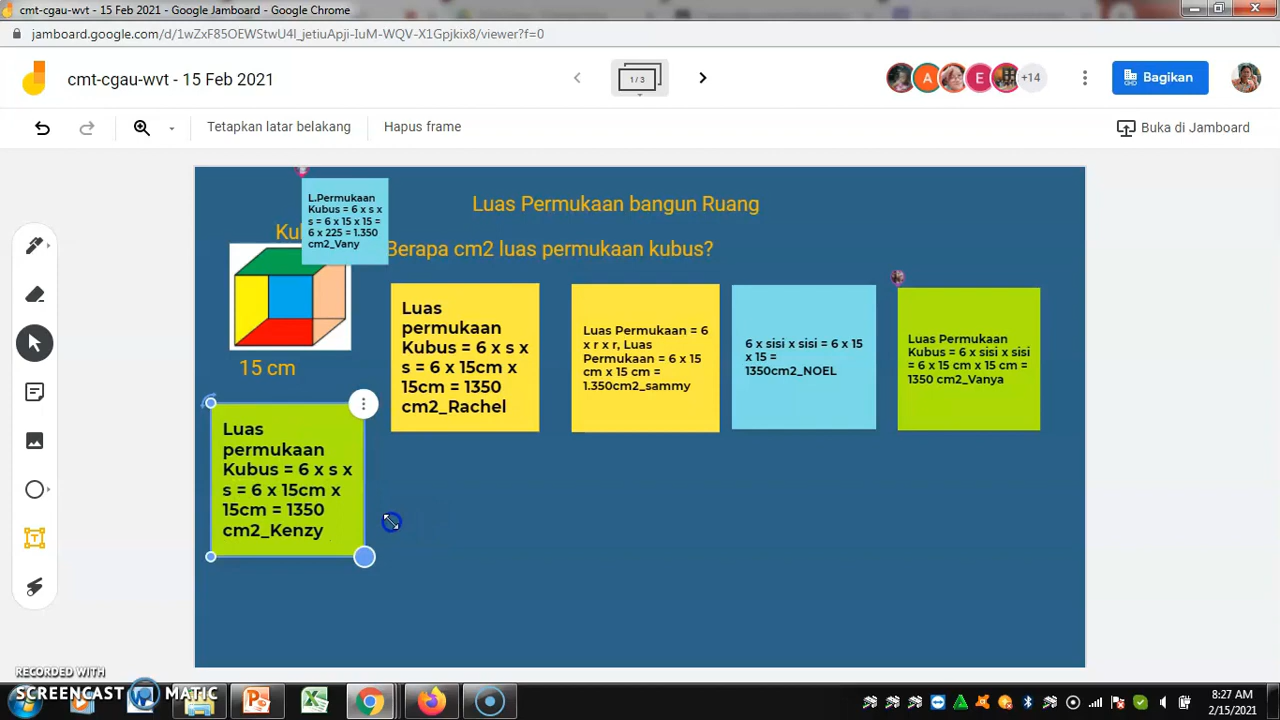 cmt-cgau-wvt - 15 Feb 2021 - Google Jamboard - Google Chrome
jamboard.google.com/d/1wZxF85OEWStwU4l_jetiuApji-IuM-WQV-X1Gpjkix8/viewer?f=0
cmt-cgau-wvt - 15 Feb 2021
1 / 3
A
E
+14
Bagikan
Tetapkan latar belakang
Hapus frame
Buka di Jamboard
Luas Permukaan bangun Ruang
L.Permukaan
Kubus = 6 x s x
s = 6 x 15 x 15 =
6 x 225 = 1.350
cm2_Vany
Berapa cm2 luas permukaan kubus?
15 cm
Luas
permukaan
Kubus = 6 x s x
s = 6 x 15cm x
15cm = 1350
cm2_Rachel
Luas Permukaan = 6
x r x r, Luas
Permukaan = 6 x 15
cm x 15 cm =
1.350cm2_sammy
6 x sisi x sisi = 6 x 15
x 15 =
1350cm2_NOEL
Luas Permukaan
Kubus = 6 x sisi x sisi
= 6 x 15 cm x 15 cm =
1350 cm2_Vanya
Luas
permukaan
Kubus = 6 x s x
s = 6 x 15cm x
15cm = 1350
cm2_Kenzy
RECORDED WITH
SCREENCAST MATIC
8:27 AM
2/15/2021